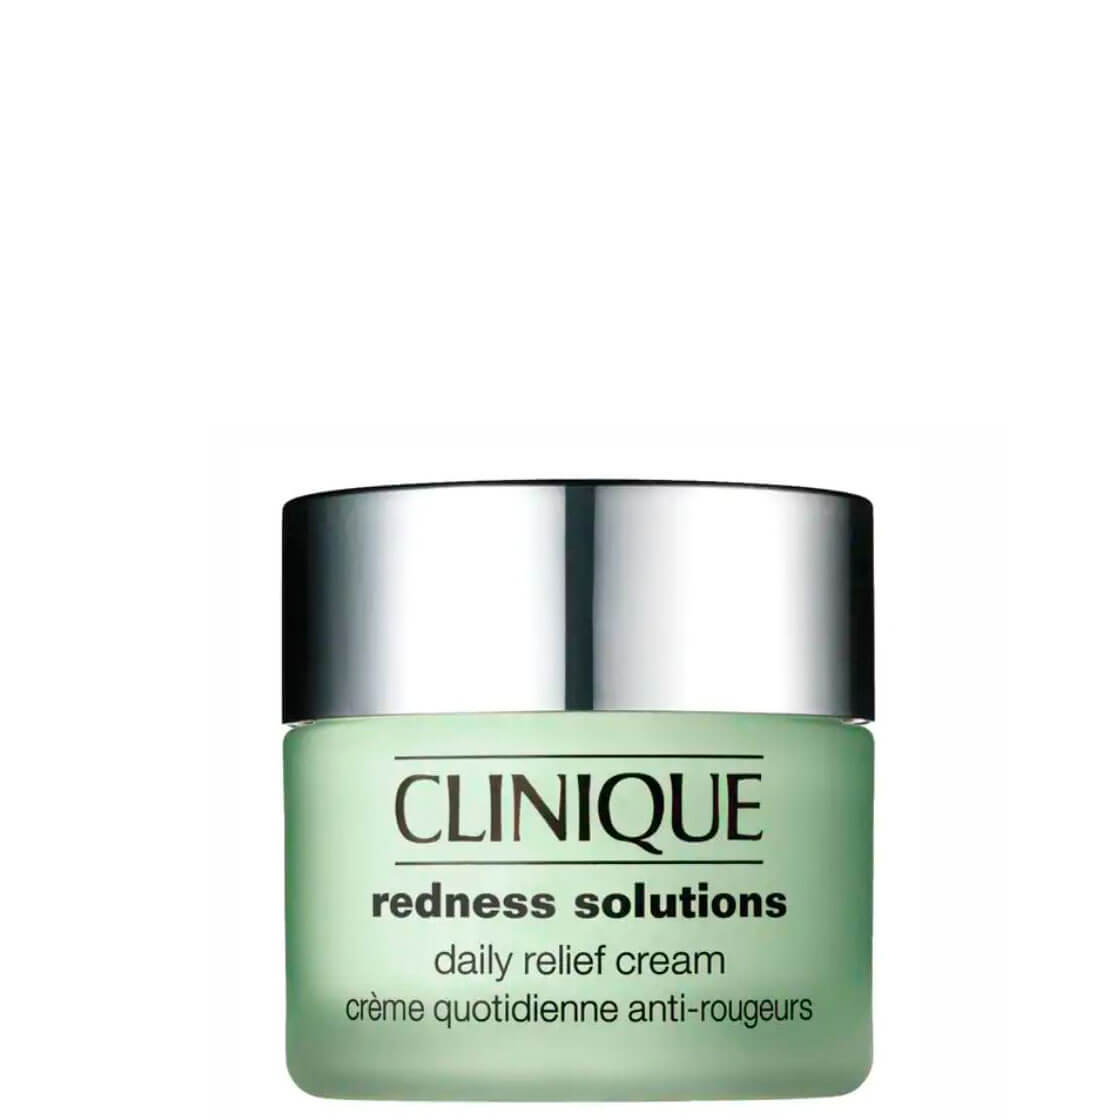 CLINIQUE
redness solutions
daily relief cream
crème quotidienne anti-rougeurs